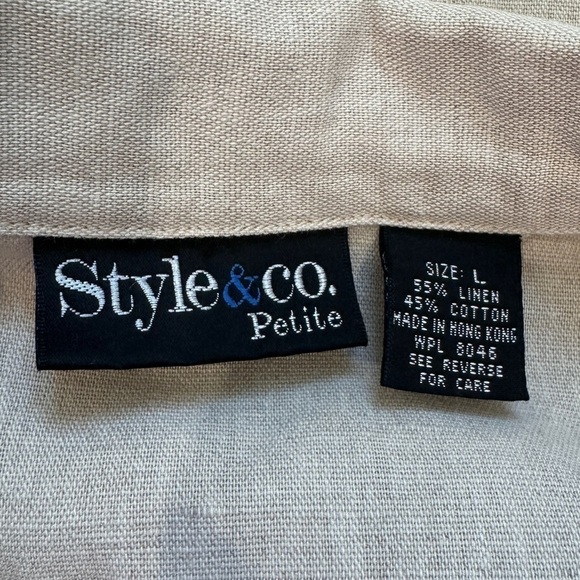 Style&co.
Petite
SIZE: L
55% LINEN
45% COTTON
MADE IN HONG KONG
WPL 8046
SEE REVERSE
FOR CARE